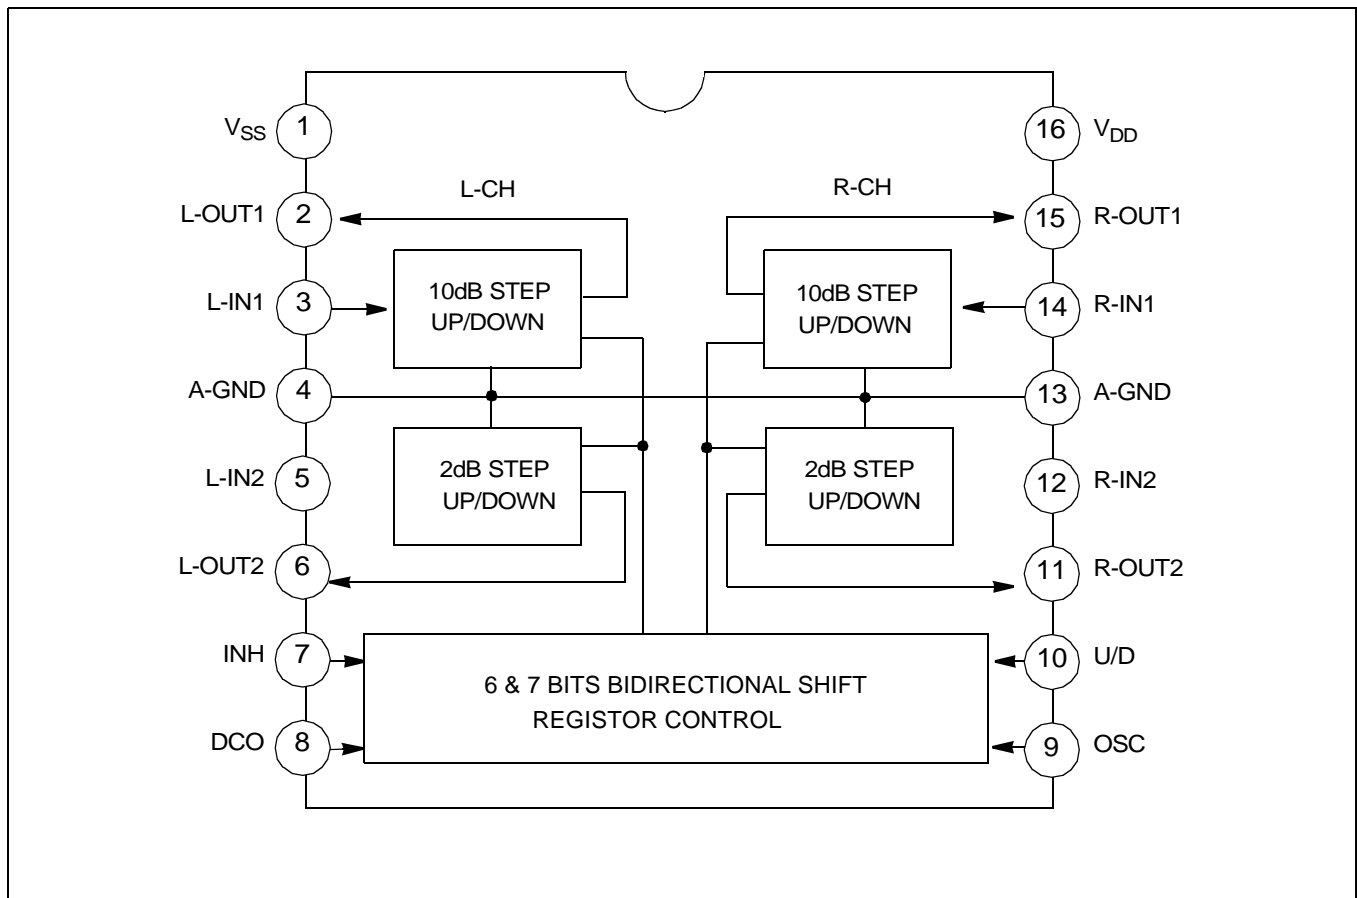 V_SS 1
16 V_DD
L-CH
R-CH
L-OUT1 2
15 R-OUT1
L-IN1 3
10dB STEP
UP/DOWN
10dB STEP
UP/DOWN
14 R-IN1
A-GND 4
13 A-GND
L-IN2 5
2dB STEP
UP/DOWN
2dB STEP
UP/DOWN
12 R-IN2
L-OUT2 6
11 R-OUT2
INH 7
10 U/D
6 & 7 BITS BIDIRECTIONAL SHIFT
REGISTOR CONTROL
DCO 8
9 OSC